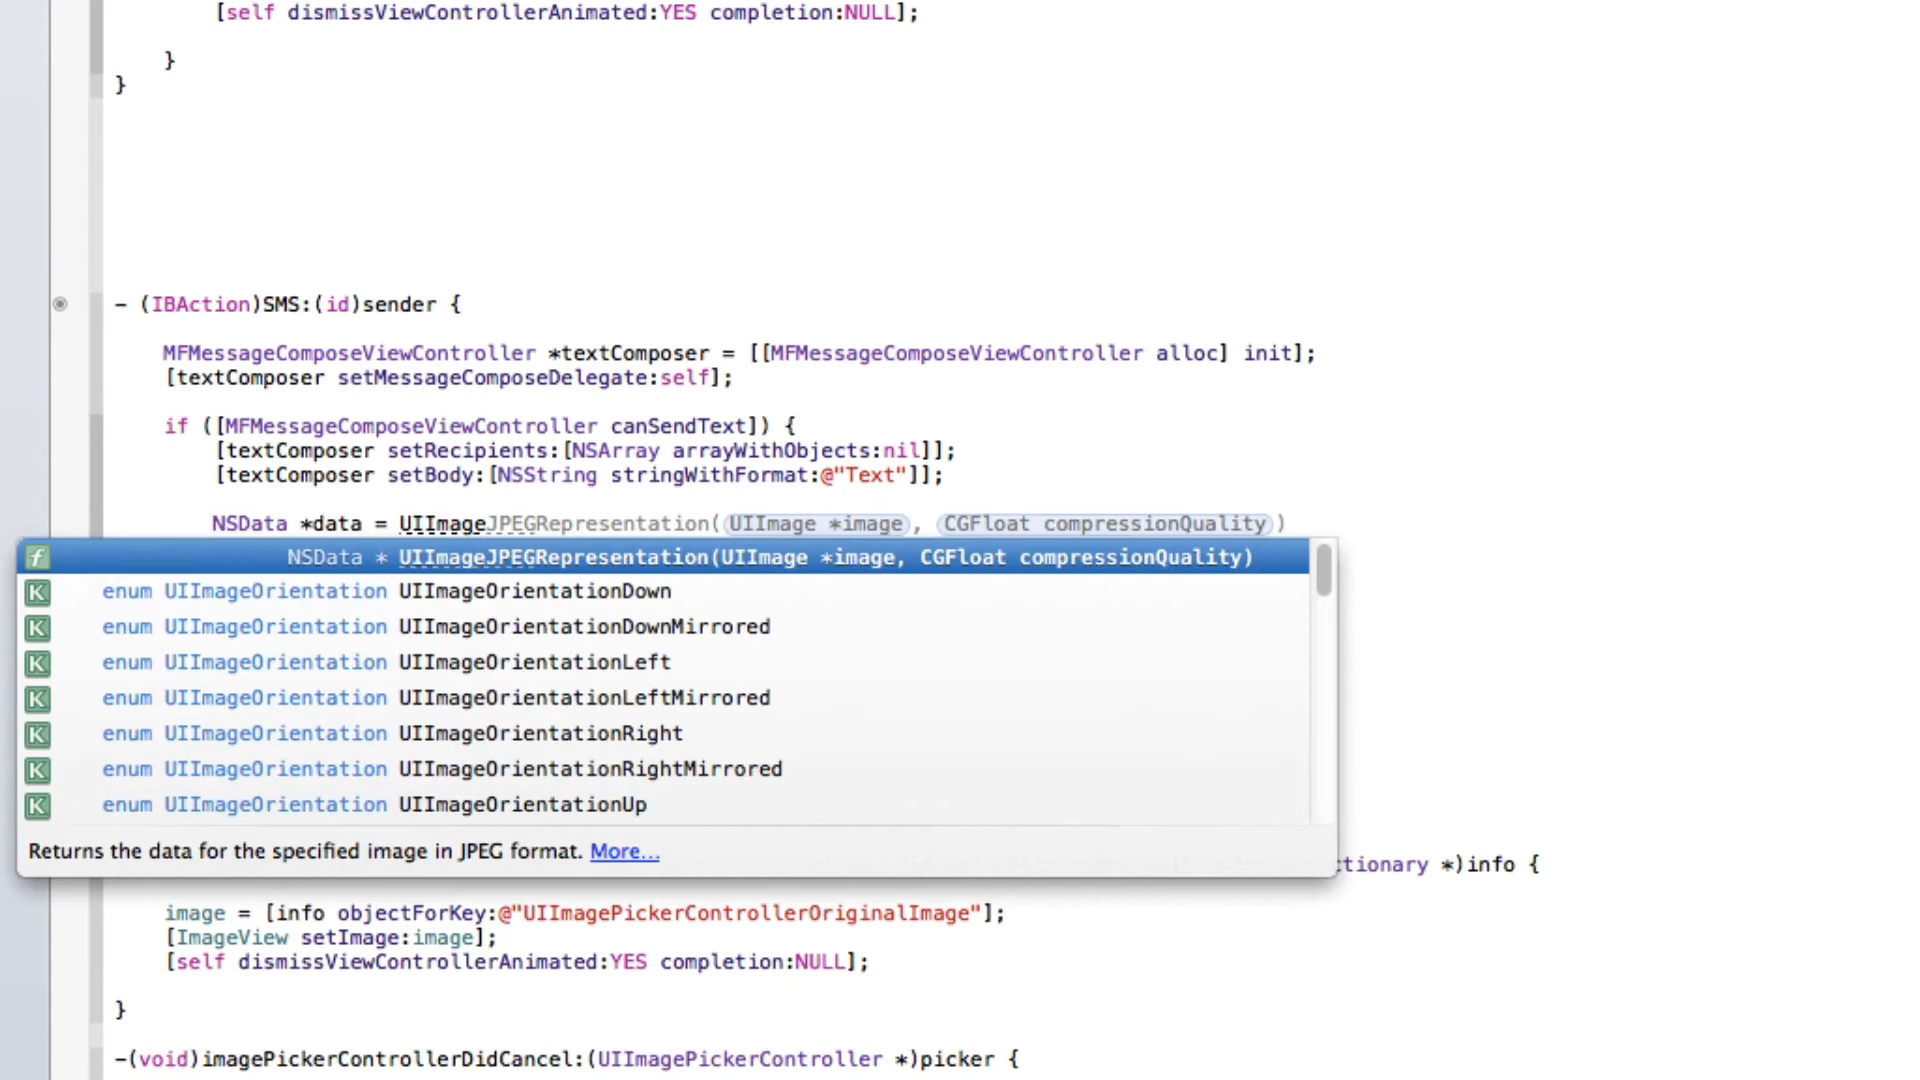 [self dismissViewControllerAnimated:YES completion:NULL];
}
}
- (IBAction)SMS:(id)sender {
MFMessageComposeViewController *textComposer = [[MFMessageComposeViewController alloc] init];
[textComposer setMessageComposeDelegate:self];
if ([MFMessageComposeViewController canSendText]) {
[textComposer setRecipients:[NSArray arrayWithObjects:nil]];
[textComposer setBody:[NSString stringWithFormat:@"Text"]];
NSData *data = UIImageJPEGRepresentation(UIImage *image, CGFloat compressionQuality)
f NSData * UIImageJPEGRepresentation(UIImage *image, CGFloat compressionQuality)
K enum UIImageOrientation UIImageOrientationDown
K enum UIImageOrientation UIImageOrientationDownMirrored
K enum UIImageOrientation UIImageOrientationLeft
K enum UIImageOrientation UIImageOrientationLeftMirrored
K enum UIImageOrientation UIImageOrientationRight
K enum UIImageOrientation UIImageOrientationRightMirrored
K enum UIImageOrientation UIImageOrientationUp
Returns the data for the specified image in JPEG format. More...
ctionary *)info {
image = [info objectForKey:@"UIImagePickerControllerOriginalImage"];
[ImageView setImage:image];
[self dismissViewControllerAnimated:YES completion:NULL];
}
-(void)imagePickerControllerDidCancel:(UIImagePickerController *)picker {